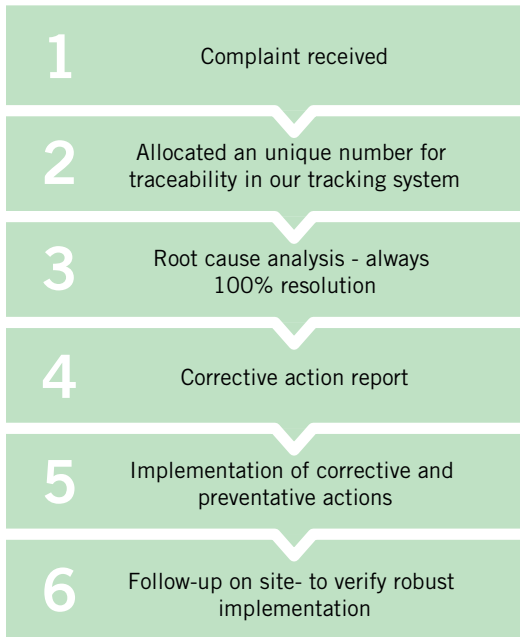 1
Complaint received
2
Allocated an unique number for
traceability in our tracking system
3
Root cause analysis - always
100% resolution
4
Corrective action report
5
Implementation of corrective and
preventative actions
6
Follow-up on site- to verify robust
implementation